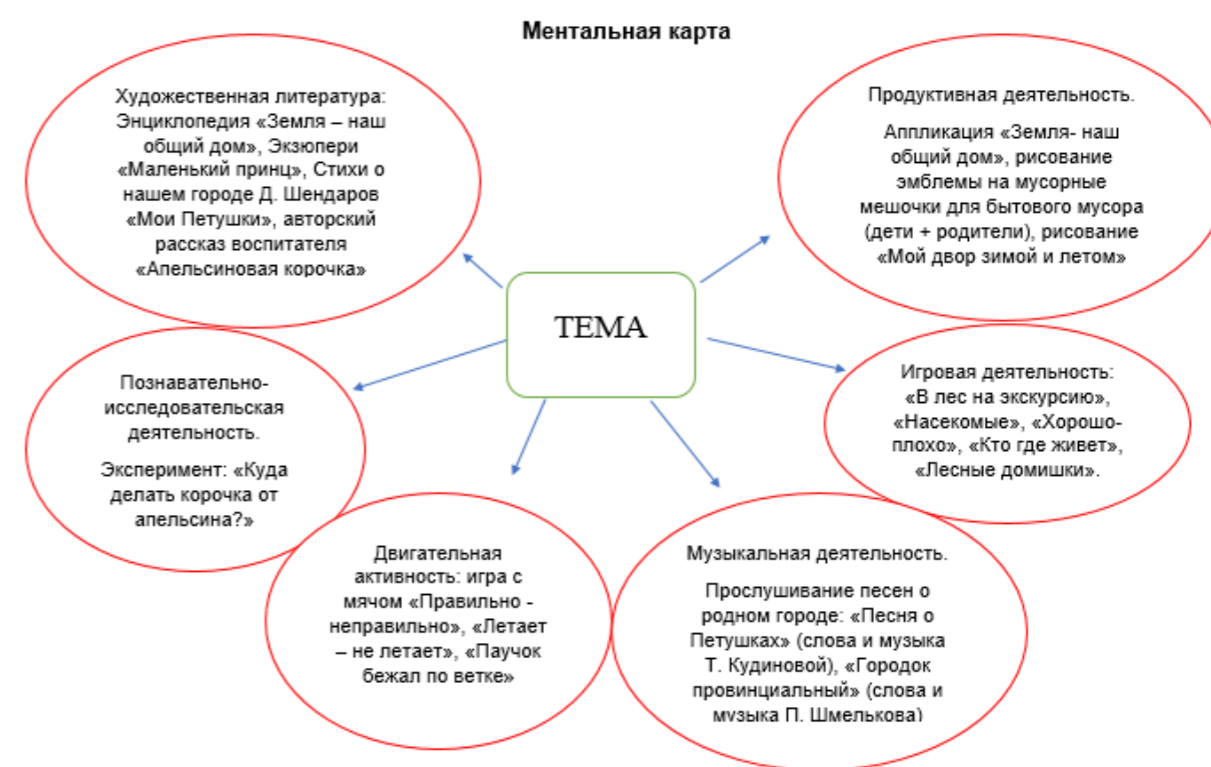 Ментальная карта
Художественная литература:
Энциклопедия «Земля – наш
общий дом», Экзюпери
«Маленький принц», Стихи о
нашем городе Д. Шендаров
«Мои Петушки», авторский
рассказ воспитателя
«Апельсиновая корочка»
Продуктивная деятельность.
Аппликация «Земля- наш
общий дом», рисование
эмблемы на мусорные
мешочки для бытового мусора
(дети + родители), рисование
«Мой двор зимой и летом»
ТЕМА
Познавательно-
исследовательская
деятельность.
Эксперимент: «Куда
делать корочка от
апельсина?»
Игровая деятельность:
«В лес на экскурсию»,
«Насекомые», «Хорошо-
плохо», «Кто где живет»,
«Лесные домишки».
Двигательная
активность: игра с
мячом «Правильно -
неправильно», «Летает
– не летает», «Паучок
бежал по ветке»
Музыкальная деятельность.
Прослушивание песен о
родном городе: «Песня о
Петушках» (слова и музыка
Т. Кудиновой), «Городок
провинциальный» (слова и
музыка П. Шмелькова)